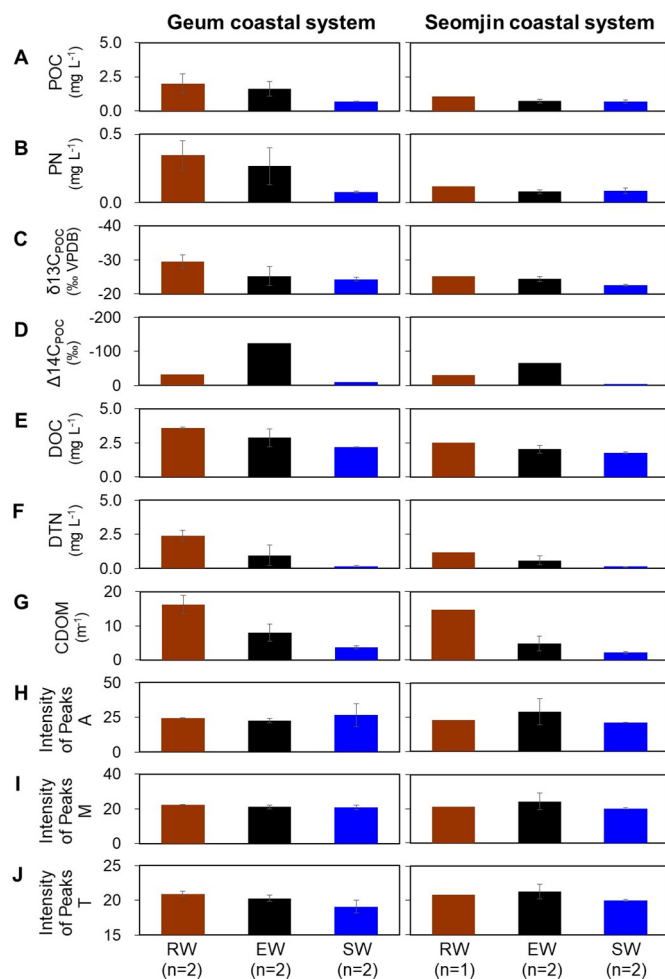 Geum coastal system Seomjin coastal system
A POC (mg L⁻¹) 5.0 2.5 0.0
B PN (mg L⁻¹) 0.5 0.0
C δ13C_POC (‰ VPDB) -40 -30 -20
D Δ14C_POC (‰) -200 -100 0
E DOC (mg L⁻¹) 5.0 2.5 0.0
F DTN (mg L⁻¹) 5.0 2.5 0.0
G CDOM (m⁻¹) 20 10 0
H Intensity of Peaks A 50 25 0
I Intensity of Peaks M 40 20 0
J Intensity of Peaks T 25 20 15
RW EW SW RW EW SW
(n=2) (n=2) (n=2) (n=1) (n=2) (n=2)